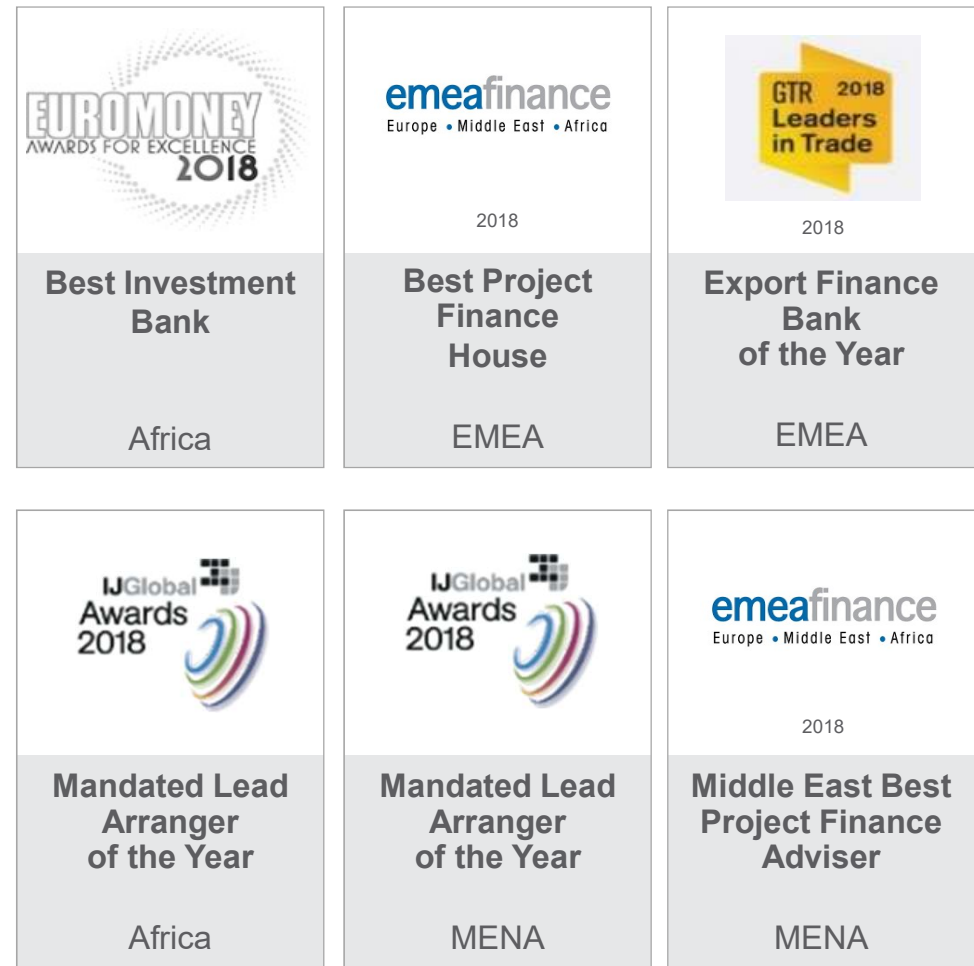 EUROMONEY
AWARDS FOR EXCELLENCE
2018
Best Investment
Bank
Africa
emeafinance
Europe • Middle East • Africa
2018
Best Project
Finance
House
EMEA
GTR 2018
Leaders
in Trade
2018
Export Finance
Bank
of the Year
EMEA
IJGlobal
Awards
2018
Mandated Lead
Arranger
of the Year
Africa
IJGlobal
Awards
2018
Mandated Lead
Arranger
of the Year
MENA
emeafinance
Europe • Middle East • Africa
2018
Middle East Best
Project Finance
Adviser
MENA